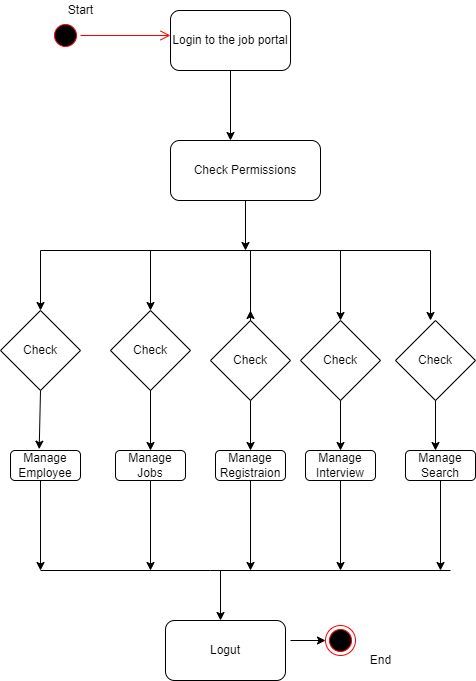 Start
Login to the job portal
Check Permissions
Check
Check
Check
Check
Check
Manage
Employee
Manage
Jobs
Manage
Registraion
Manage
Interview
Manage
Search
Logut
End